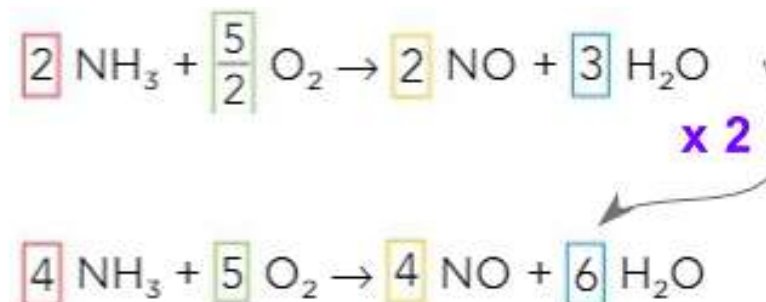 2 NH₃ + 5/2 O₂ → 2 NO + 3 H₂O
x 2
4 NH₃ + 5 O₂ → 4 NO + 6 H₂O